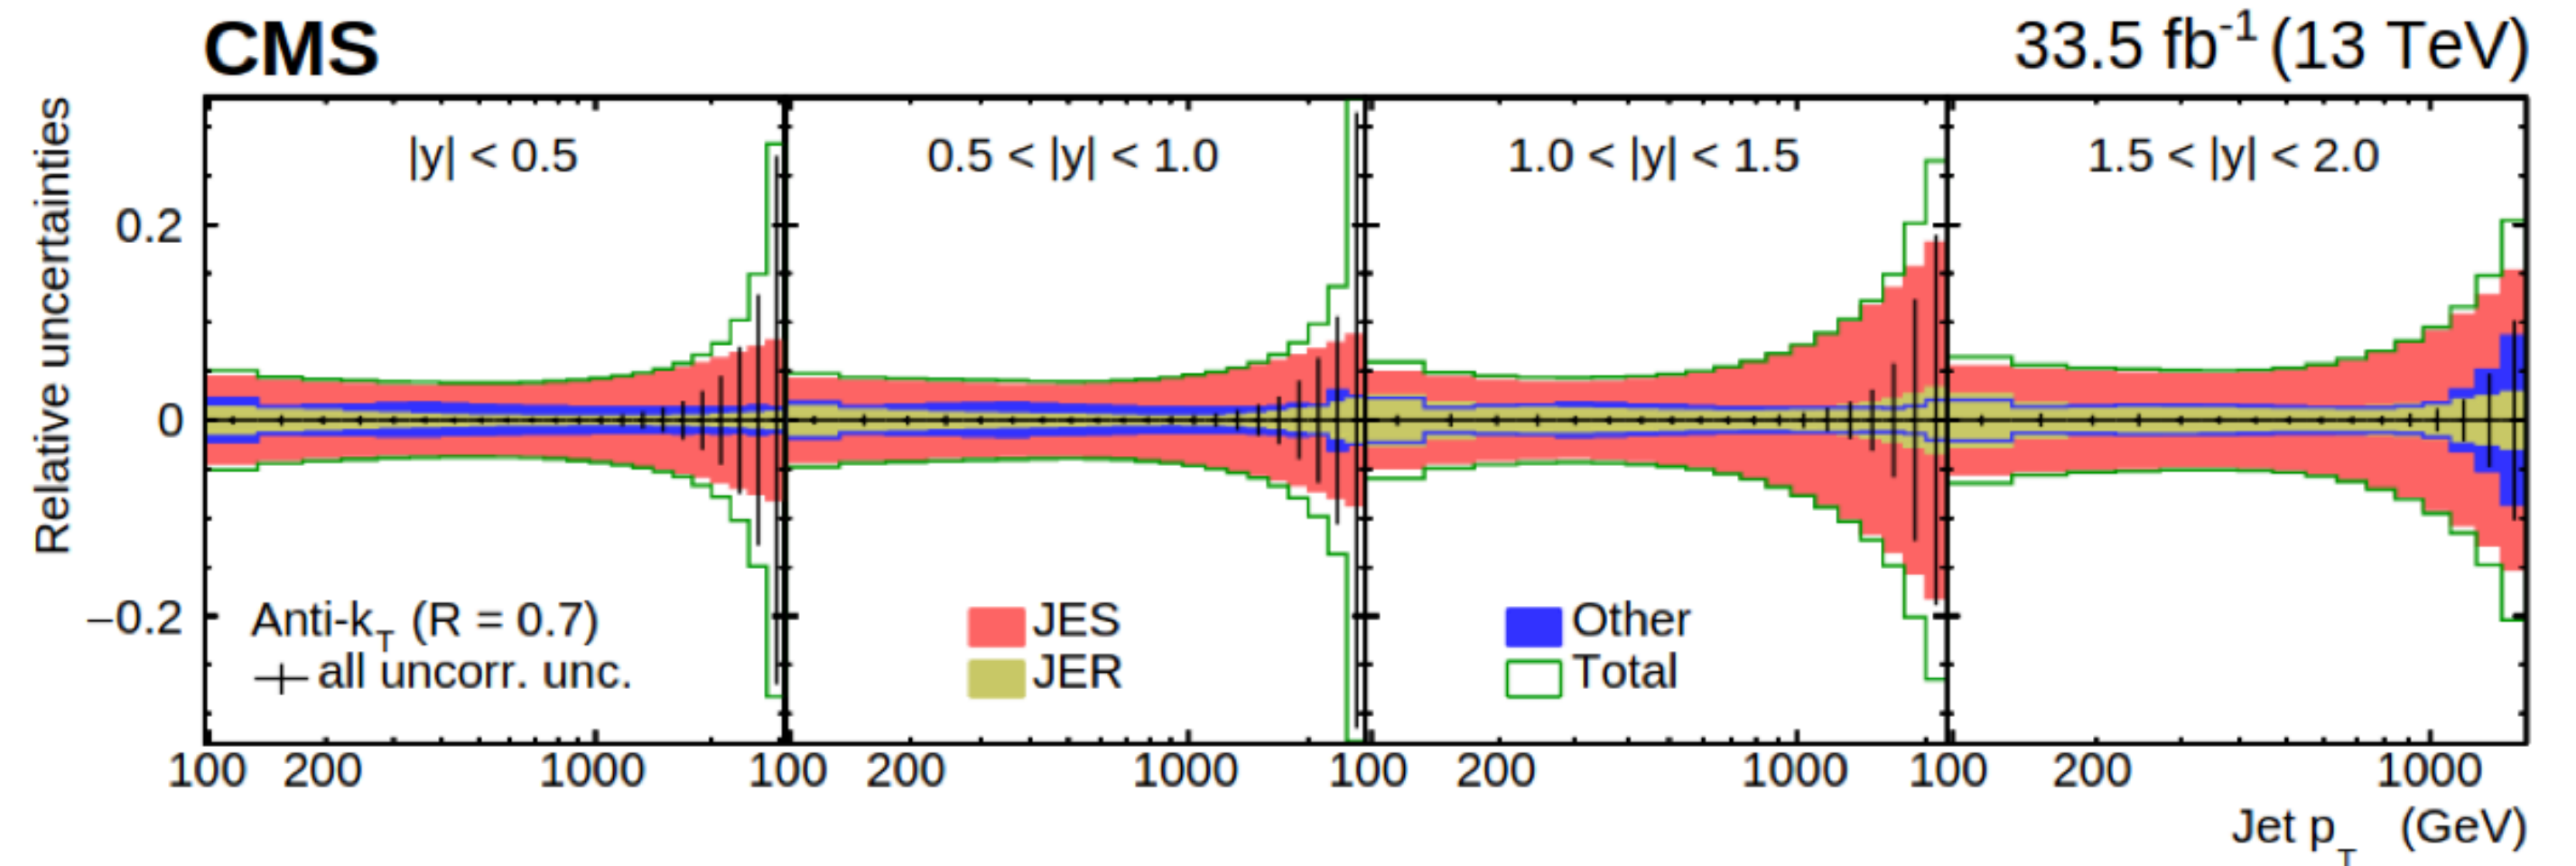 CMS 33.5 fb⁻¹ (13 TeV)
Relative uncertainties
|y| < 0.5 0.5 < |y| < 1.0 1.0 < |y| < 1.5 1.5 < |y| < 2.0
0.2
0
−0.2
Anti-k_T (R = 0.7)
all uncorr. unc.
JES
JER
Other
Total
100 200 1000 100 200 1000 100 200 1000 100 200 1000
Jet p_T (GeV)